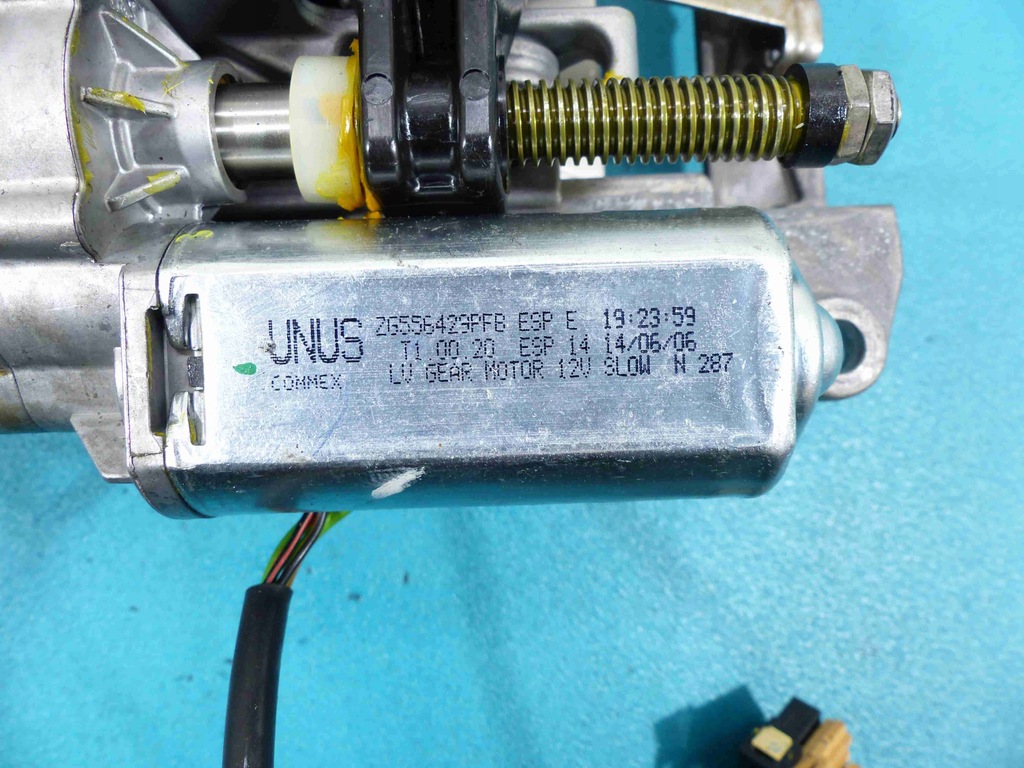 UNUS
COMMEX
ZG556429PFB ESP E 19:23:59
T1 00 20 ESP 14 14/06/06
LV GEAR MOTOR 12V SLOW N 287